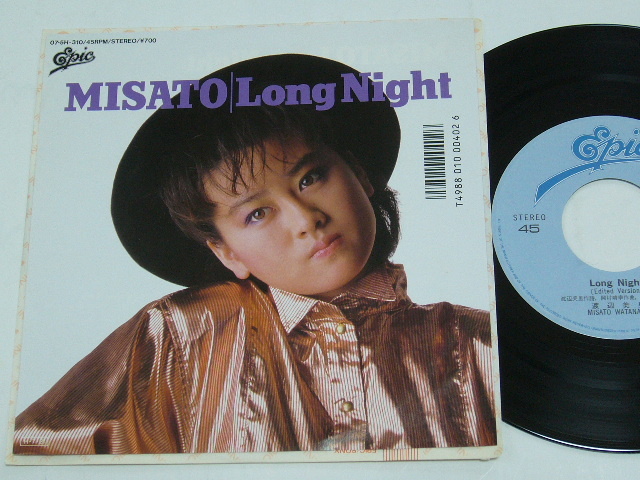 07·5H-310/45RPM/STEREO/¥700
Epic
MISATO Long Night
T4988 010 00402 6
Epic
STEREO
45
Long Nigh
(Edited Version
渡辺美
MISATO WATANA